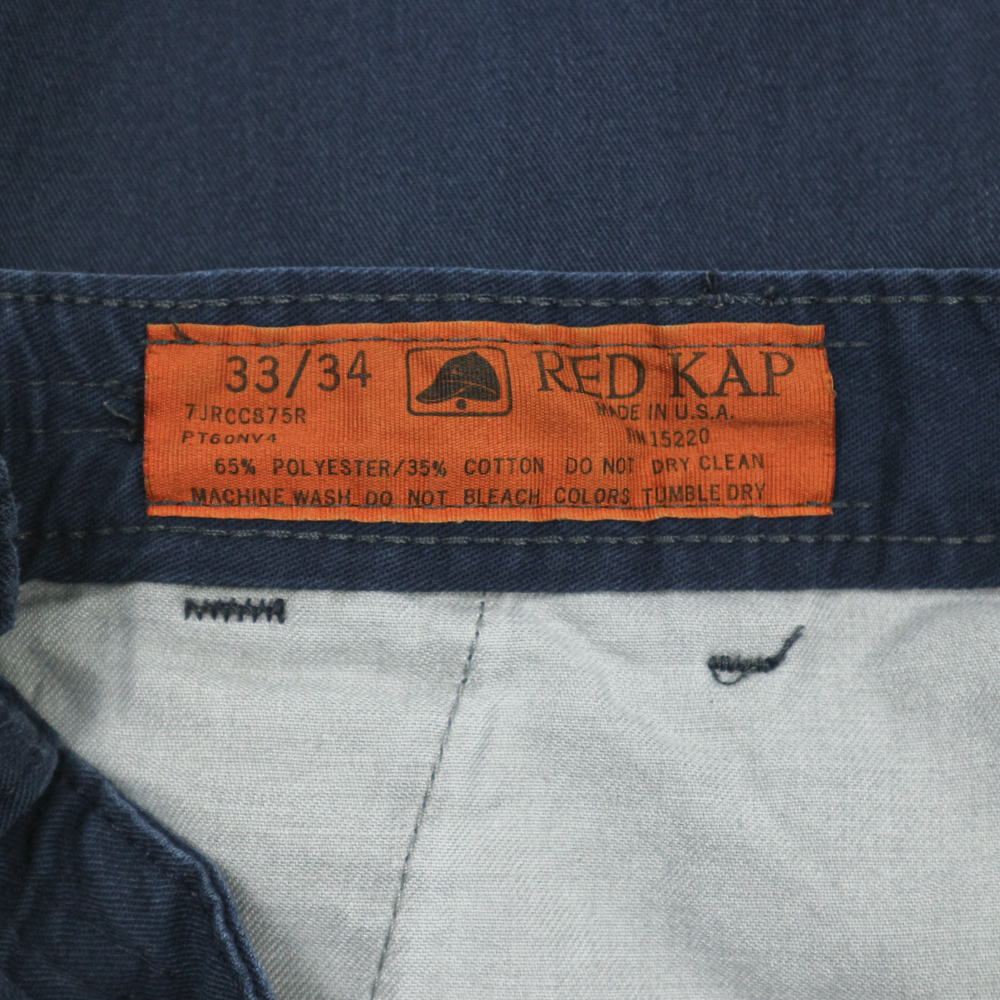 33/34 RED KAP
7JRCC875R MADE IN U.S.A.
PT60NV4 RN 15220
65% POLYESTER/35% COTTON DO NOT DRY CLEAN
MACHINE WASH DO NOT BLEACH COLORS TUMBLE DRY